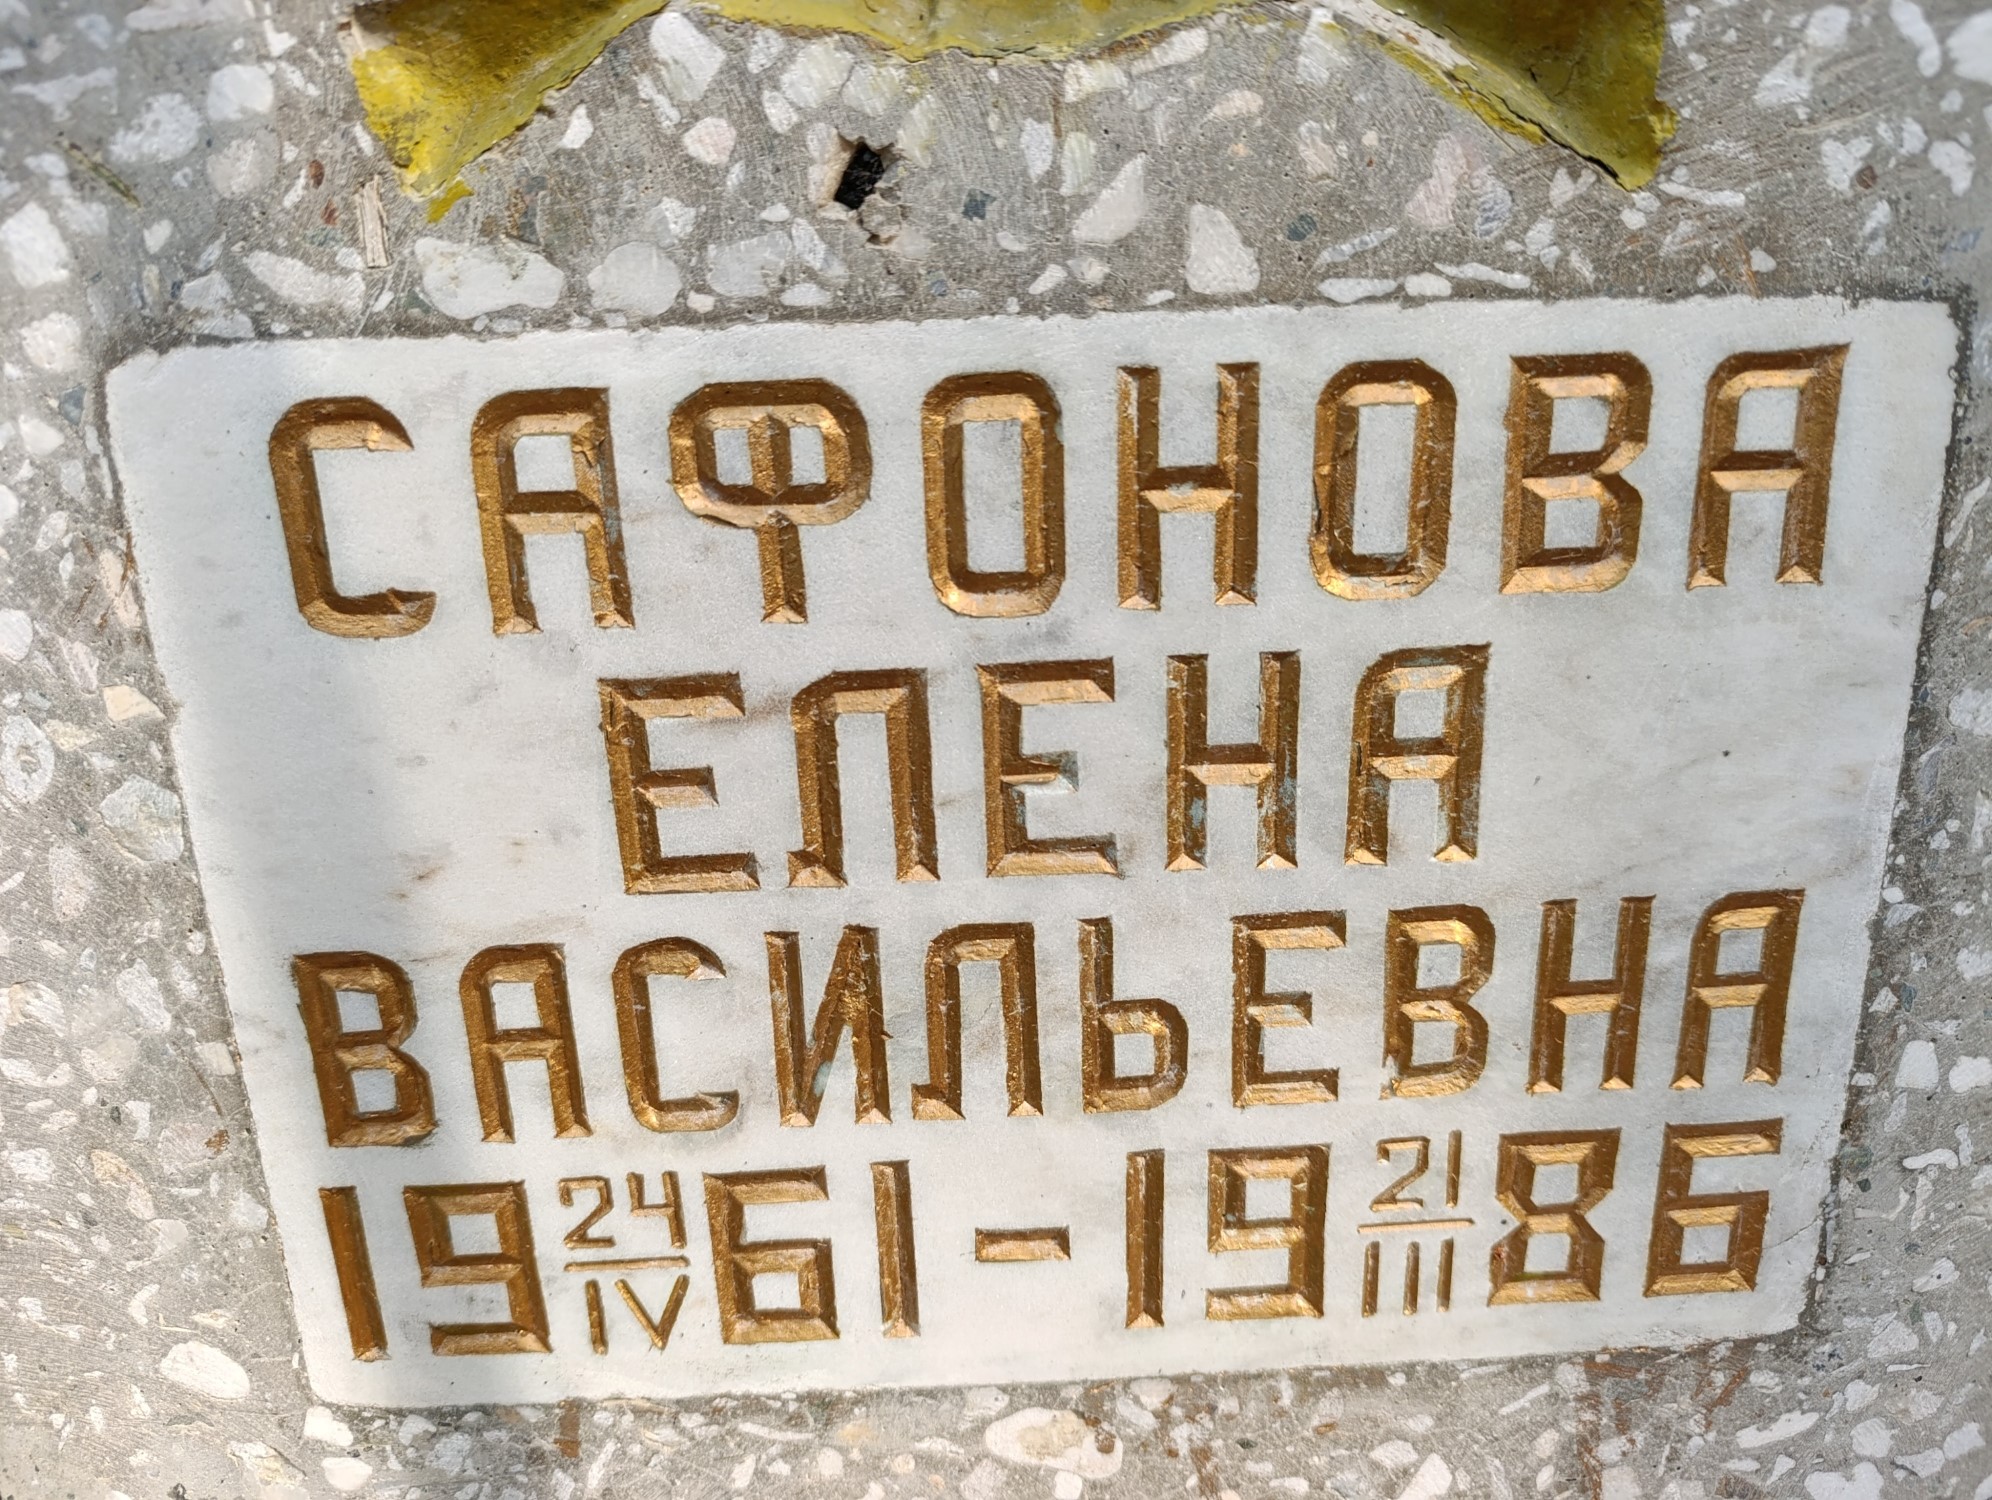 САФОНОВА
ЕЛЕНА
ВАСИЛЬЕВНА
19 24/IV 61 - 19 21/III 86